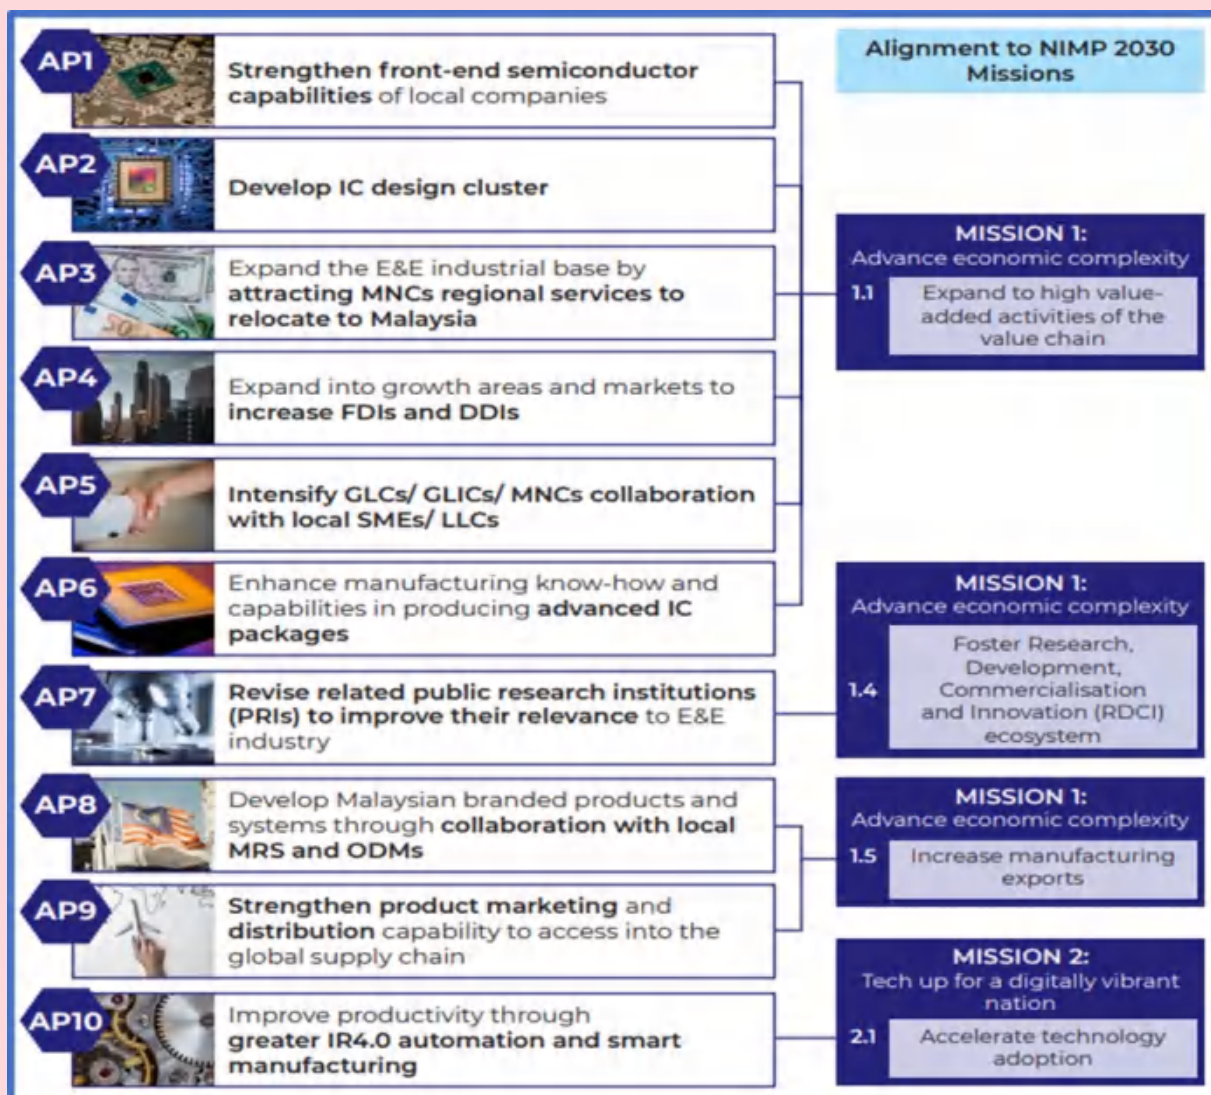 AP1
Strengthen front-end semiconductor
capabilities of local companies
AP2
Develop IC design cluster
AP3
Expand the E&E industrial base by
attracting MNCs regional services to
relocate to Malaysia
AP4
Expand into growth areas and markets to
increase FDIs and DDIs
AP5
Intensify GLCs/ GLICs/ MNCs collaboration
with local SMEs/ LLCs
AP6
Enhance manufacturing know-how and
capabilities in producing advanced IC
packages
AP7
Revise related public research institutions
(PRIs) to improve their relevance to E&E
industry
AP8
Develop Malaysian branded products and
systems through collaboration with local
MRS and ODMs
AP9
Strengthen product marketing and
distribution capability to access into the
global supply chain
AP10
Improve productivity through
greater IR4.0 automation and smart
manufacturing
Alignment to NIMP 2030
Missions
MISSION 1:
Advance economic complexity
1.1
Expand to high value-
added activities of the
value chain
MISSION 1:
Advance economic complexity
1.4
Foster Research,
Development,
Commercialisation
and Innovation (RDCI)
ecosystem
MISSION 1:
Advance economic complexity
1.5
Increase manufacturing
exports
MISSION 2:
Tech up for a digitally vibrant
nation
2.1
Accelerate technology
adoption